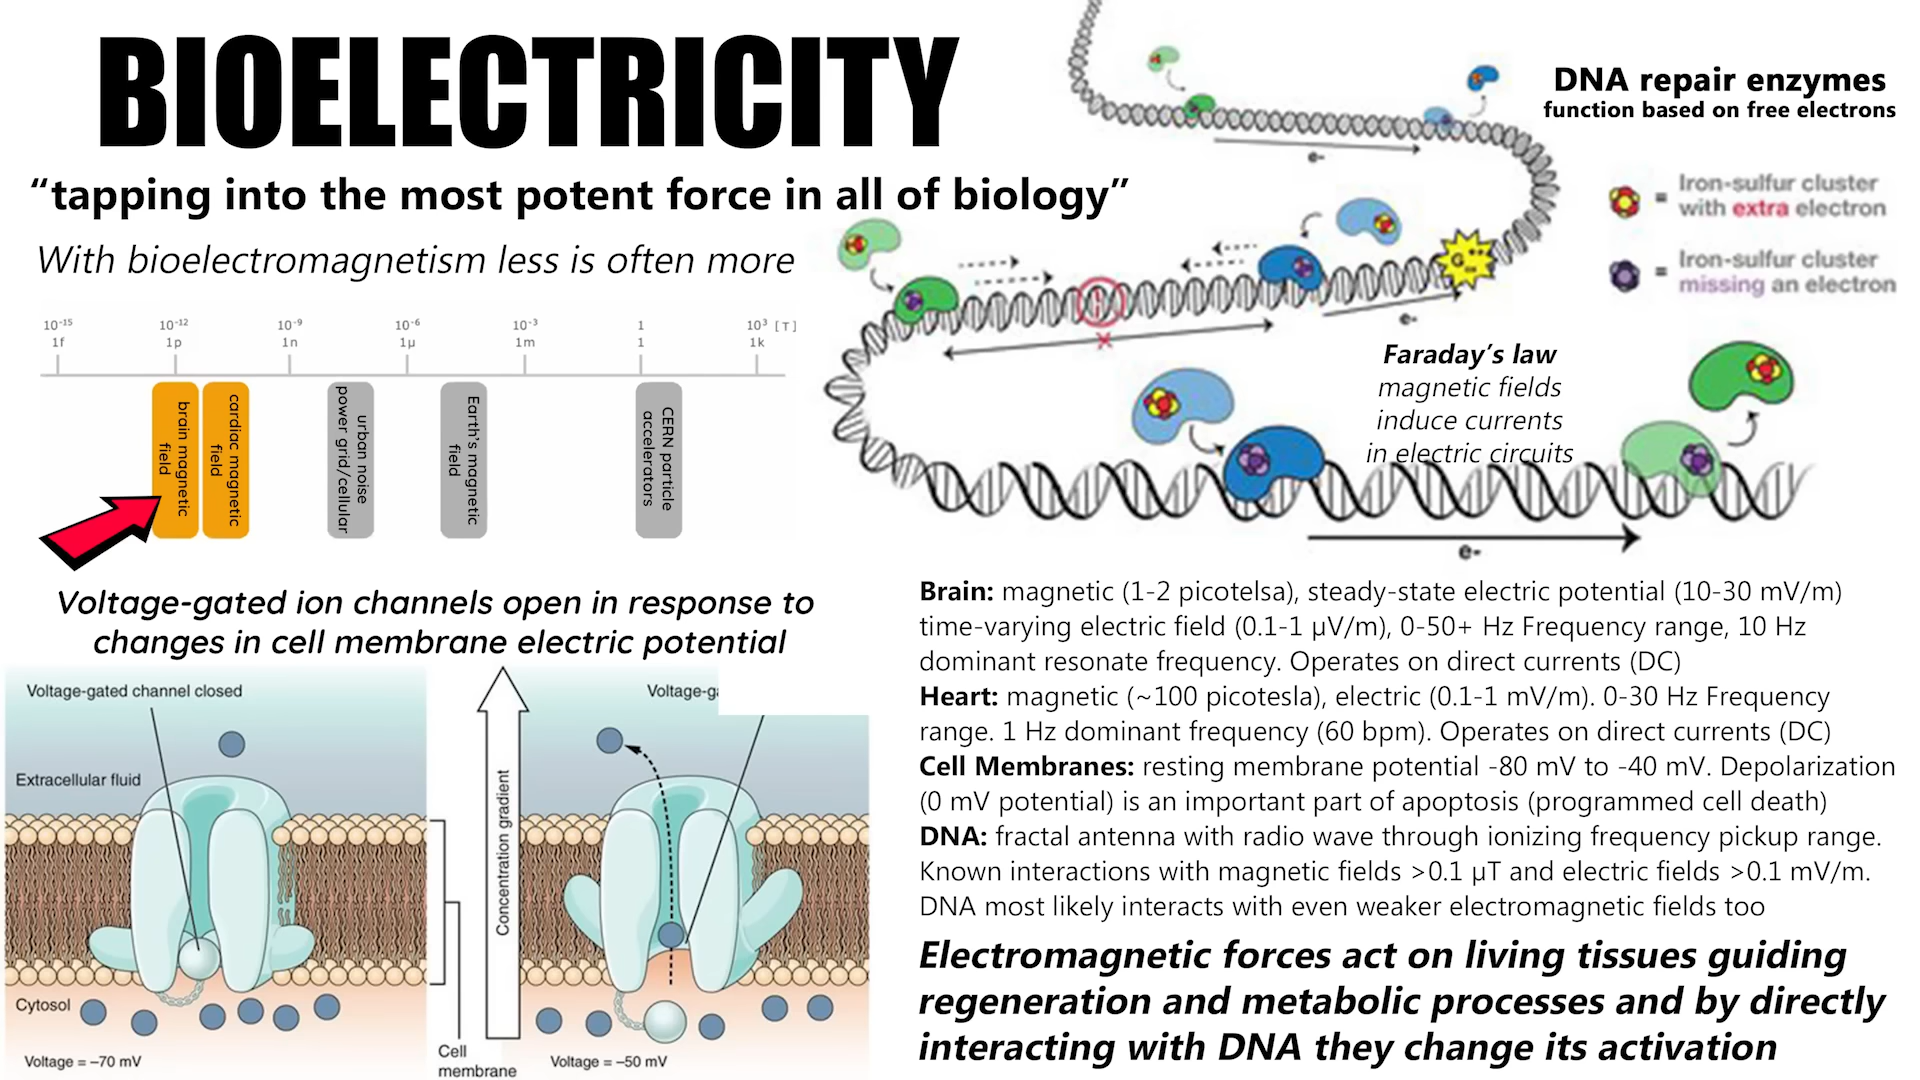 BIOELECTRICITY
“tapping into the most potent force in all of biology”
With bioelectromagnetism less is often more
10-15 10-12 10-9 10-6 10-3 1 10³ [T]
1f 1p 1n 1µ 1m 1 1k
brain magnetic
field
cardiac magnetic
field
urban noise
power grid/cellular
Earth's magnetic
field
CERN particle
accelerators
Voltage-gated ion channels open in response to
changes in cell membrane electric potential
Voltage-gated channel closed
Extracellular fluid
Cytosol
Voltage = –70 mV
Cell
membrane
Concentration gradient
Voltage-ga
Voltage = –50 mV
DNA repair enzymes
function based on free electrons
e-
Iron-sulfur cluster
with extra electron
=
Iron-sulfur cluster
missing an electron
=
e-
Faraday’s law
magnetic fields
induce currents
in electric circuits
e-
Brain: magnetic (1-2 picotelsa), steady-state electric potential (10-30 mV/m)
time-varying electric field (0.1-1 µV/m), 0-50+ Hz Frequency range, 10 Hz
dominant resonate frequency. Operates on direct currents (DC)
Heart: magnetic (~100 picotesla), electric (0.1-1 mV/m). 0-30 Hz Frequency
range. 1 Hz dominant frequency (60 bpm). Operates on direct currents (DC)
Cell Membranes: resting membrane potential -80 mV to -40 mV. Depolarization
(0 mV potential) is an important part of apoptosis (programmed cell death)
DNA: fractal antenna with radio wave through ionizing frequency pickup range.
Known interactions with magnetic fields >0.1 µT and electric fields >0.1 mV/m.
DNA most likely interacts with even weaker electromagnetic fields too
Electromagnetic forces act on living tissues guiding
regeneration and metabolic processes and by directly
interacting with DNA they change its activation